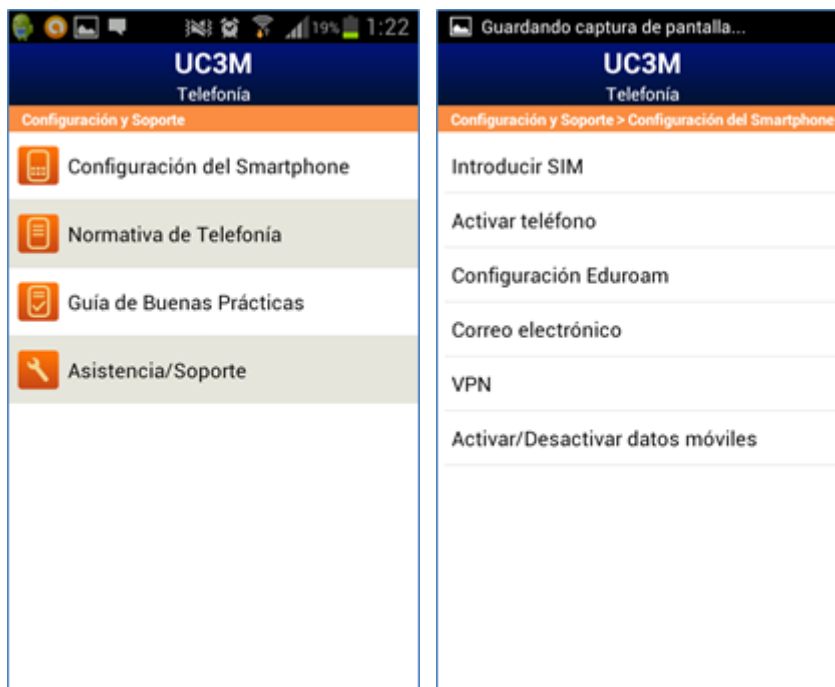 19% 1:22
UC3M
Telefonía
Configuración y Soporte
Configuración del Smartphone
Normativa de Telefonía
Guía de Buenas Prácticas
Asistencia/Soporte
Guardando captura de pantalla...
UC3M
Telefonía
Configuración y Soporte > Configuración del Smartphone
Introducir SIM
Activar teléfono
Configuración Eduroam
Correo electrónico
VPN
Activar/Desactivar datos móviles